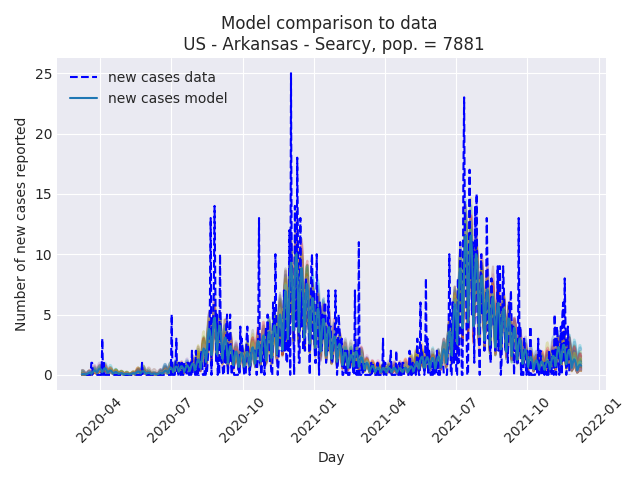 Model comparison to data
US - Arkansas - Searcy, pop. = 7881
new cases data
new cases model
Number of new cases reported
25
20
15
10
5
0
2020-04
2020-07
2020-10
2021-01
2021-04
2021-07
2021-10
2022-01
Day